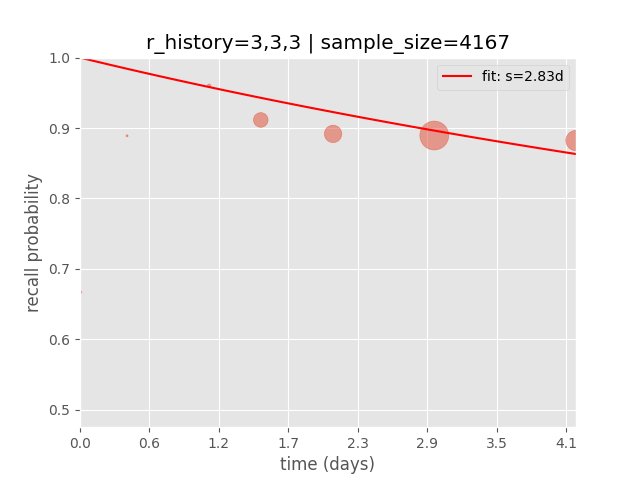 r_history=3,3,3 | sample_size=4167
fit: s=2.83d
1.0
0.9
0.8
0.7
0.6
0.5
recall probability
0.0 0.6 1.2 1.7 2.3 2.9 3.5 4.1
time (days)